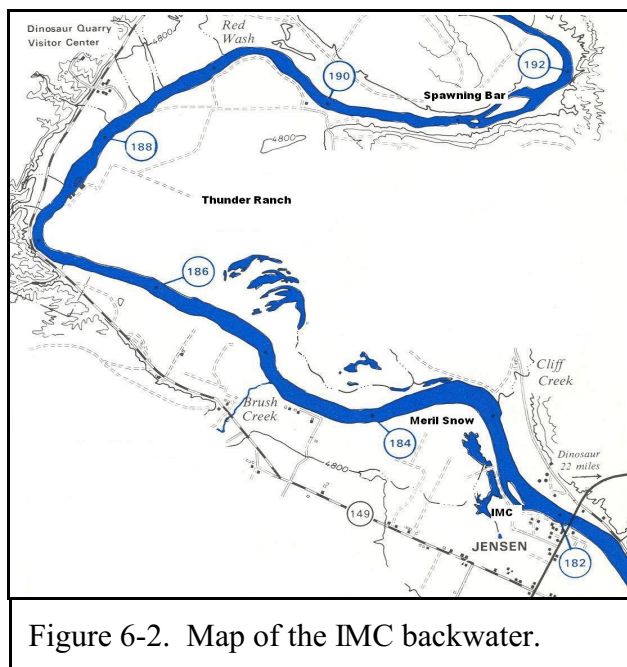 Dinosaur Quarry
Visitor Center
4800
Red
Wash
190
Spawning Bar
192
188
4800
Thunder Ranch
186
Cliff
Creek
Brush
Creek
Meril Snow
184
4800
Dinosaur
22 miles
149
IMC
JENSEN
182
Figure 6-2. Map of the IMC backwater.